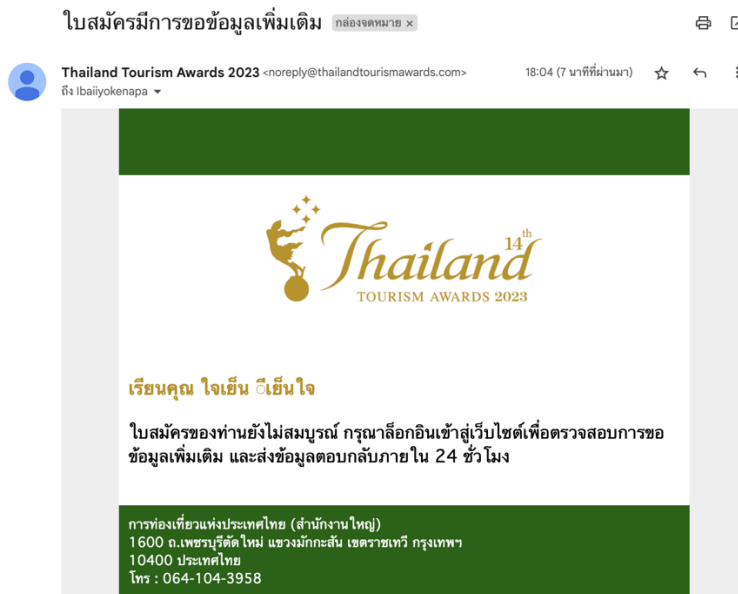 ใบสมัครมีการขอข้อมูลเพิ่มเติม กล่องจดหมาย ×
Thailand Tourism Awards 2023 <noreply@thailandtourismawards.com> 18:04 (7 นาทีที่ผ่านมา)
ถึง lbaiiyokenapa
Thailand 14th
TOURISM AWARDS 2023
เรียนคุณ ใจเย็น ีเย็นใจ
ใบสมัครของท่านยังไม่สมบูรณ์ กรุณาล็อกอินเข้าสู่เว็บไซต์เพื่อตรวจสอบการขอ
ข้อมูลเพิ่มเติม และส่งข้อมูลตอบกลับภายใน 24 ชั่วโมง
การท่องเที่ยวแห่งประเทศไทย (สำนักงานใหญ่)
1600 ถ.เพชรบุรีตัดใหม่ แขวงมักกะสัน เขตราชเทวี กรุงเทพฯ
10400 ประเทศไทย
โทร : 064-104-3958